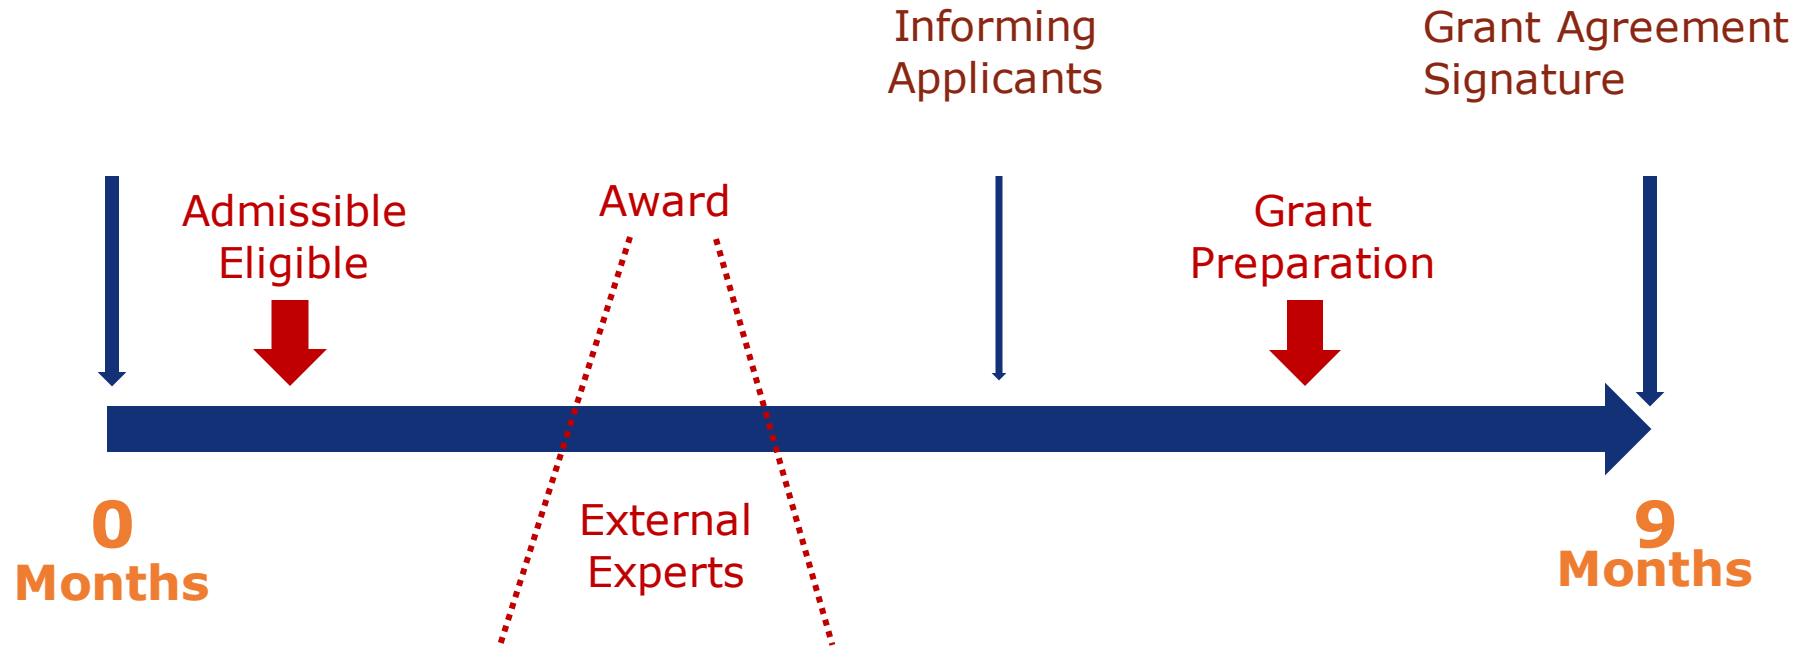 Informing
Applicants
Grant Agreement
Signature
Admissible
Eligible
Award
Grant
Preparation
External
Experts
0
Months
9
Months